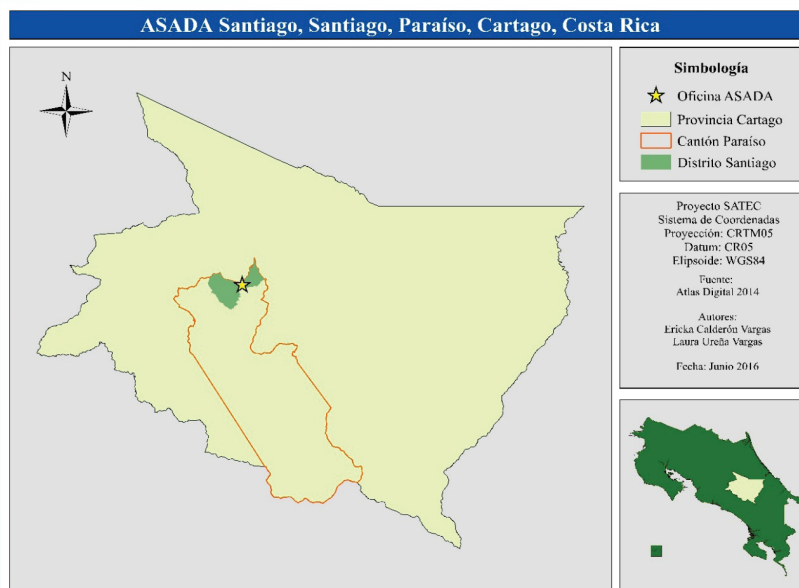 ASADA Santiago, Santiago, Paraíso, Cartago, Costa Rica
N
Simbología
Oficina ASADA
Provincia Cartago
Cantón Paraíso
Distrito Santiago
Proyecto SATEC
Sistema de Coordenadas
Proyección: CRTM05
Datum: CR05
Elipsoide: WGS84
Fuente:
Atlas Digital 2014
Autores:
Ericka Calderón Vargas
Laura Ureña Vargas
Fecha: Junio 2016